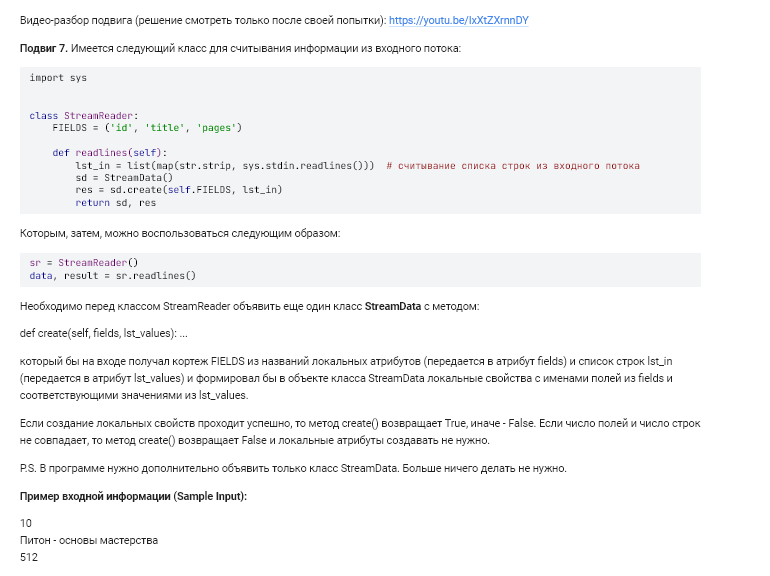 Видео-разбор подвига (решение смотреть только после своей попытки): https://youtu.be/IxXtZXrnnDY
Подвиг 7. Имеется следующий класс для считывания информации из входного потока:
import sys
class StreamReader:
    FIELDS = ('id', 'title', 'pages')
    def readlines(self):
        lst_in = list(map(str.strip, sys.stdin.readlines()))  # считывание списка строк из входного потока
        sd = StreamData()
        res = sd.create(self.FIELDS, lst_in)
        return sd, res
Которым, затем, можно воспользоваться следующим образом:
sr = StreamReader()
data, result = sr.readlines()
Необходимо перед классом StreamReader объявить еще один класс StreamData с методом:
def create(self, fields, lst_values): ...
который бы на входе получал кортеж FIELDS из названий локальных атрибутов (передается в атрибут fields) и список строк lst_in
(передается в атрибут lst_values) и формировал бы в объекте класса StreamData локальные свойства с именами полей из fields и
соответствующими значениями из lst_values.
Если создание локальных свойств проходит успешно, то метод create() возвращает True, иначе - False. Если число полей и число строк
не совпадает, то метод create() возвращает False и локальные атрибуты создавать не нужно.
P.S. В программе нужно дополнительно объявить только класс StreamData. Больше ничего делать не нужно.
Пример входной информации (Sample Input):
10
Питон - основы мастерства
512